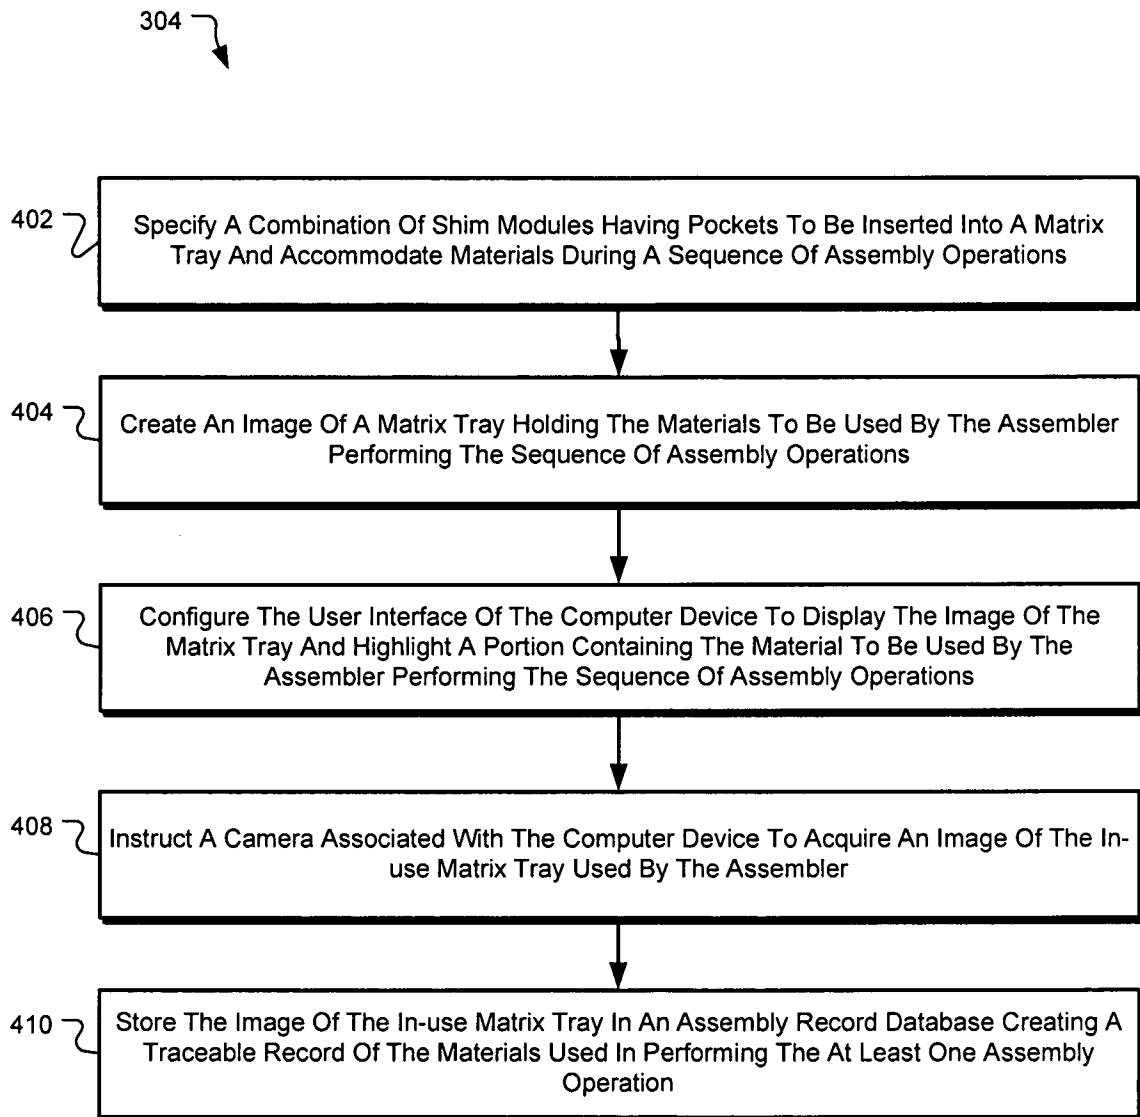 304
402
Specify A Combination Of Shim Modules Having Pockets To Be Inserted Into A Matrix
Tray And Accommodate Materials During A Sequence Of Assembly Operations
404
Create An Image Of A Matrix Tray Holding The Materials To Be Used By The Assembler
Performing The Sequence Of Assembly Operations
406
Configure The User Interface Of The Computer Device To Display The Image Of The
Matrix Tray And Highlight A Portion Containing The Material To Be Used By The
Assembler Performing The Sequence Of Assembly Operations
408
Instruct A Camera Associated With The Computer Device To Acquire An Image Of The In-
use Matrix Tray Used By The Assembler
410
Store The Image Of The In-use Matrix Tray In An Assembly Record Database Creating A
Traceable Record Of The Materials Used In Performing The At Least One Assembly
Operation